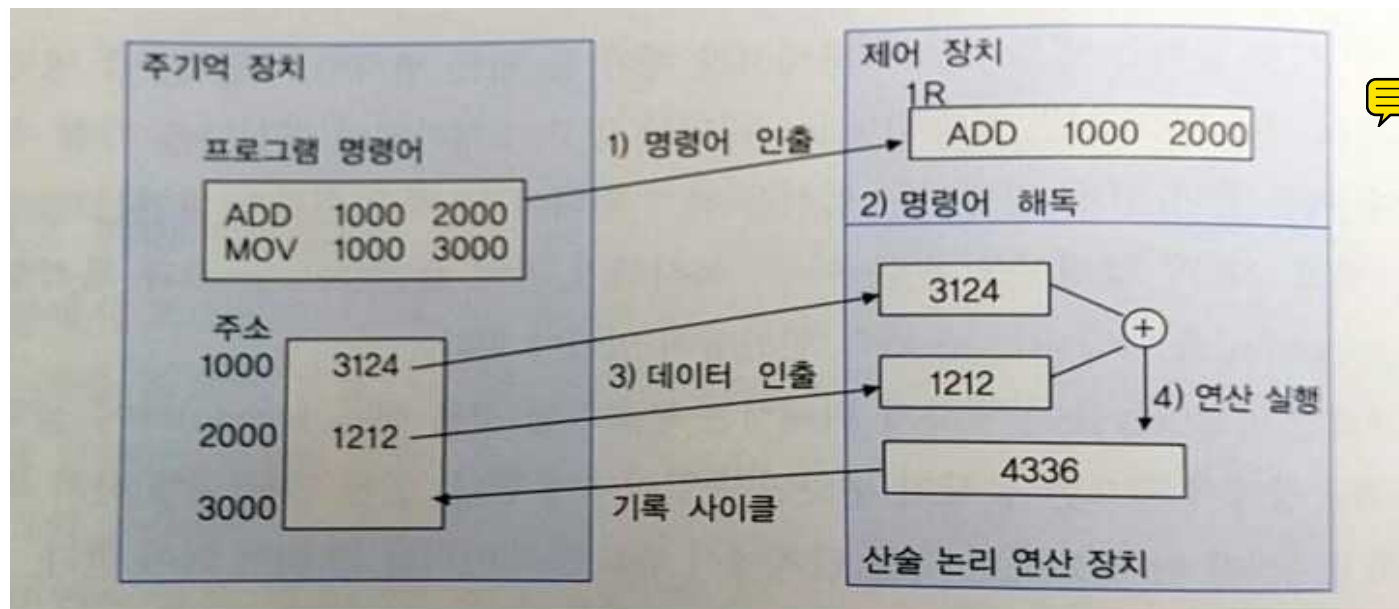 주기억 장치
프로그램 명령어
ADD 1000 2000
MOV 1000 3000
주소
1000 3124
2000 1212
3000
1) 명령어 인출
3) 데이터 인출
기록 사이클
제어 장치
1R
ADD 1000 2000
2) 명령어 해독
3124
+
1212
4) 연산 실행
4336
산술 논리 연산 장치